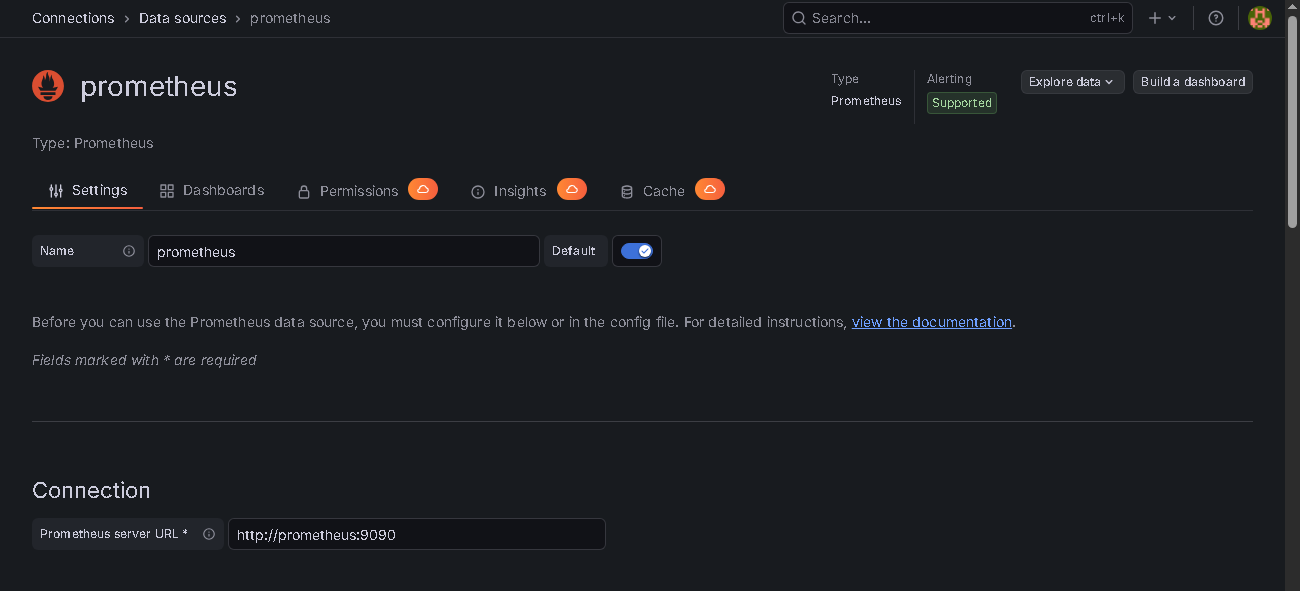 Connections › Data sources › prometheus
Search... ctrl+k
prometheus
Type
Prometheus
Alerting
Supported
Explore data
Build a dashboard
Type: Prometheus
Settings Dashboards Permissions Insights Cache
Name prometheus Default
Before you can use the Prometheus data source, you must configure it below or in the config file. For detailed instructions, view the documentation.
Fields marked with * are required
Connection
Prometheus server URL * http://prometheus:9090